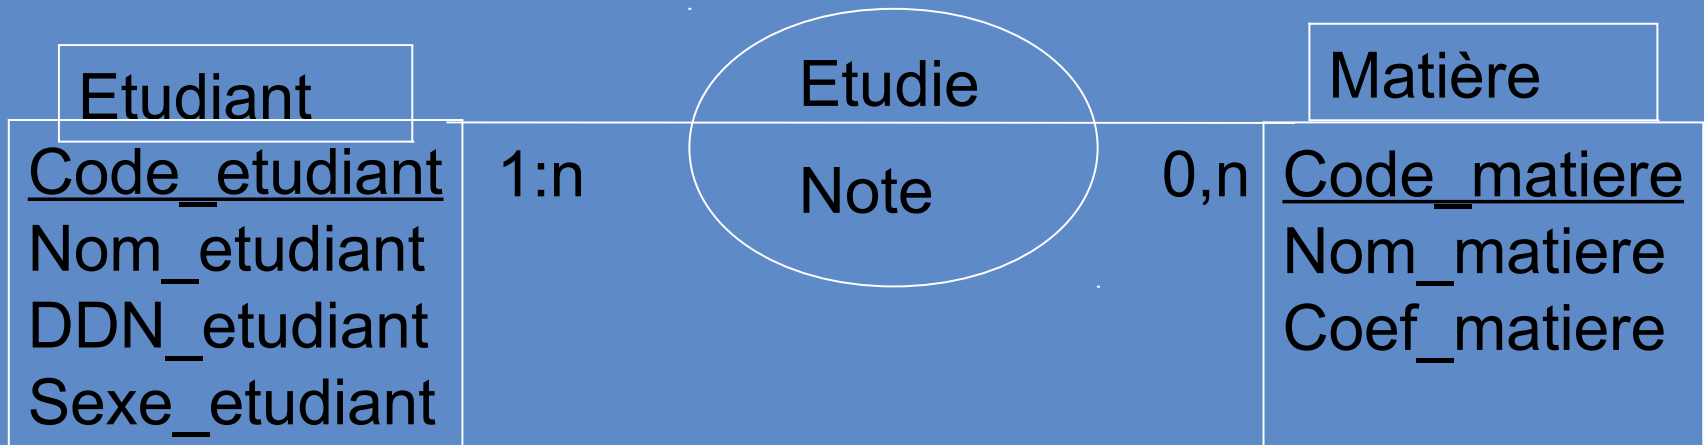 Etudiant
Code_etudiant
Nom_etudiant
DDN_etudiant
Sexe_etudiant
1:n
Etudie
Note
0,n
Matière
Code_matiere
Nom_matiere
Coef_matiere